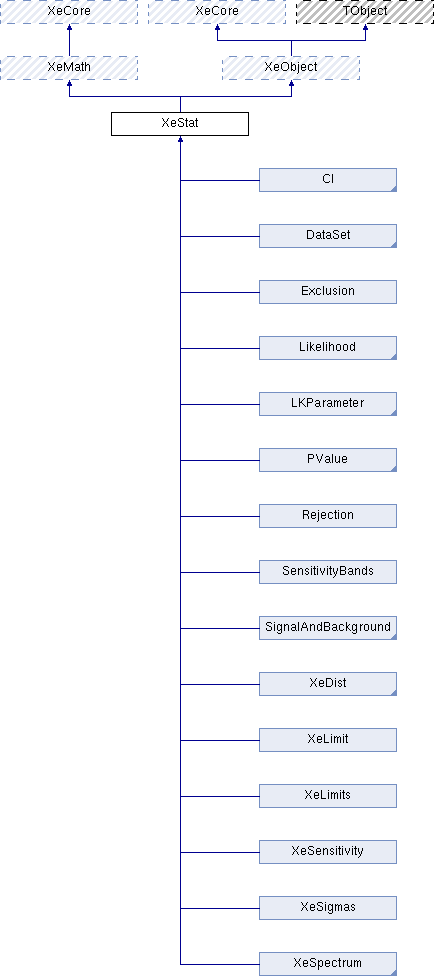 XeCore XeCore TObject
XeMath XeObject
XeStat
CI
DataSet
Exclusion
Likelihood
LKParameter
PValue
Rejection
SensitivityBands
SignalAndBackground
XeDist
XeLimit
XeLimits
XeSensitivity
XeSigmas
XeSpectrum